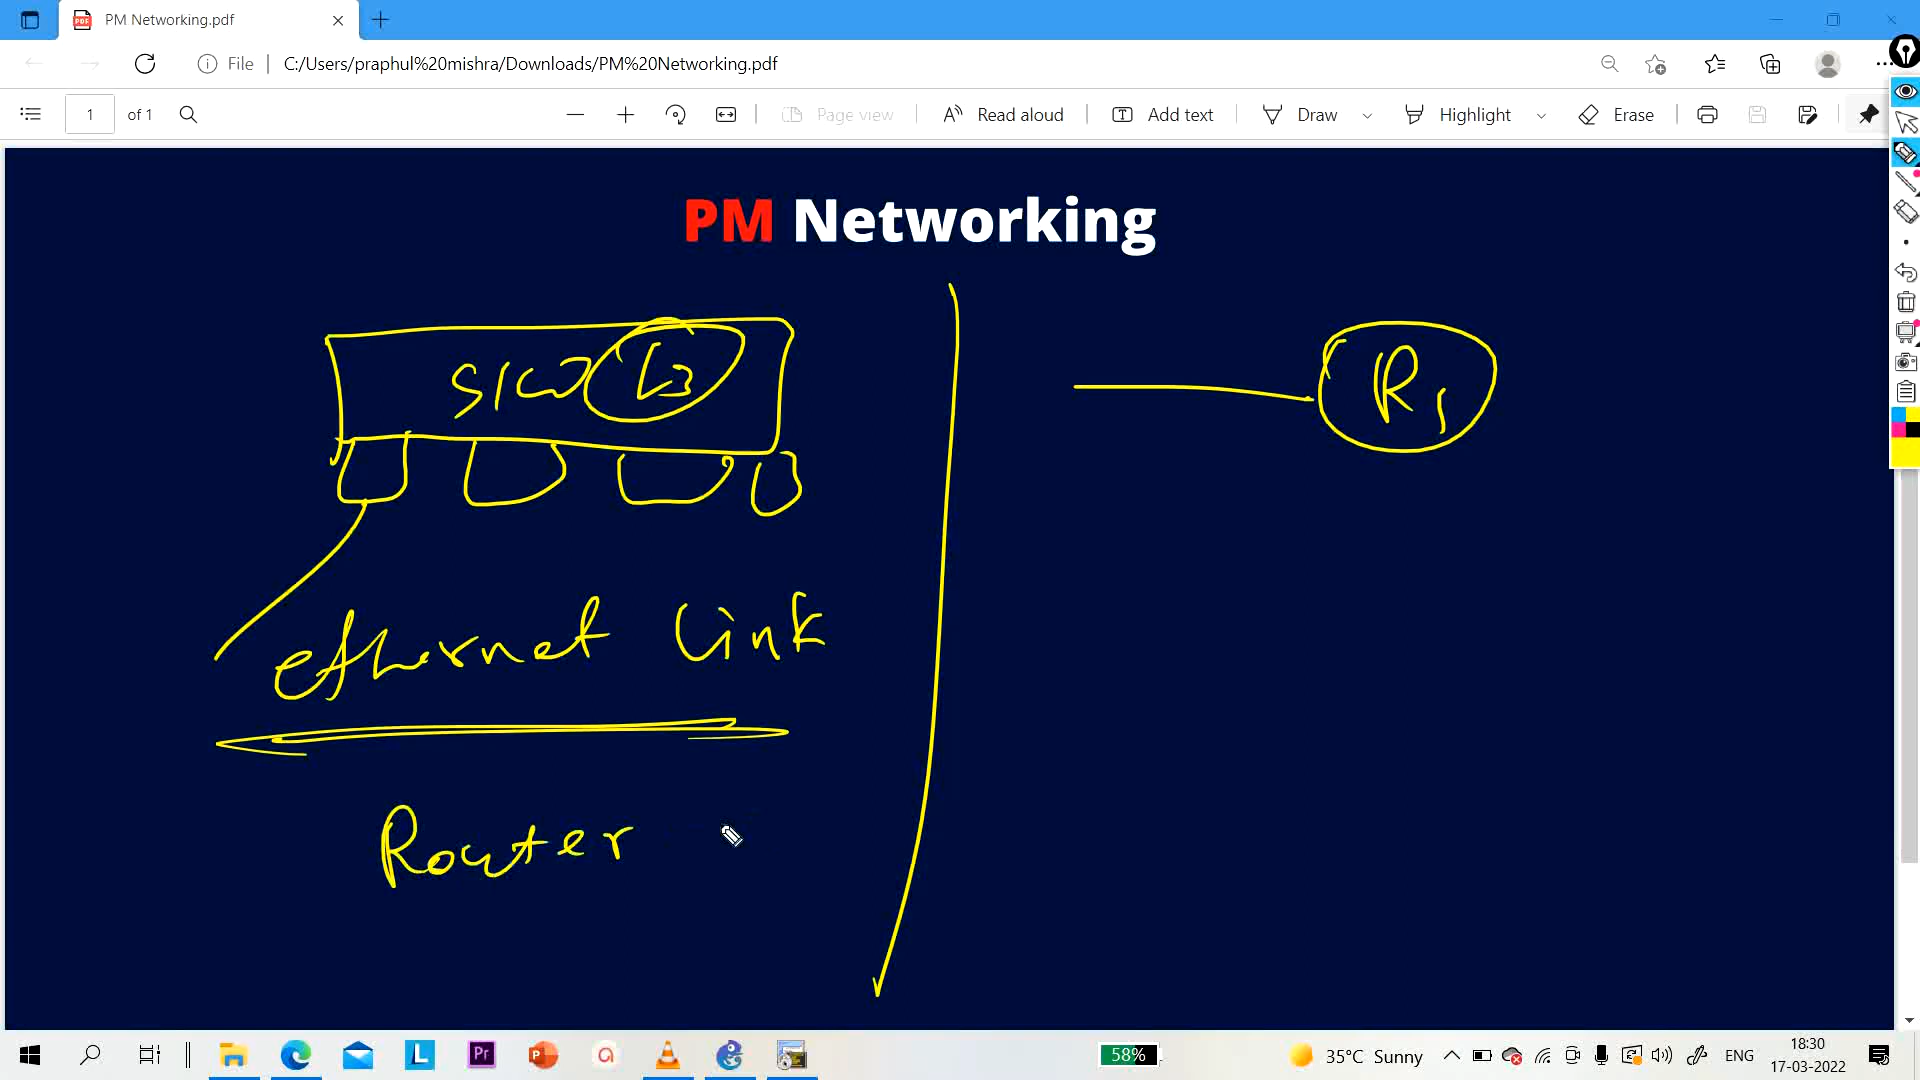 PM Networking.pdf
File
C:/Users/praphul%20mishra/Downloads/PM%20Networking.pdf
1 of 1
Page view
Read aloud
Add text
Draw
Highlight
Erase
PM Networking
S/W L3
R1
ethernet Link
Router
58%
35°C Sunny
ENG
18:30
17-03-2022